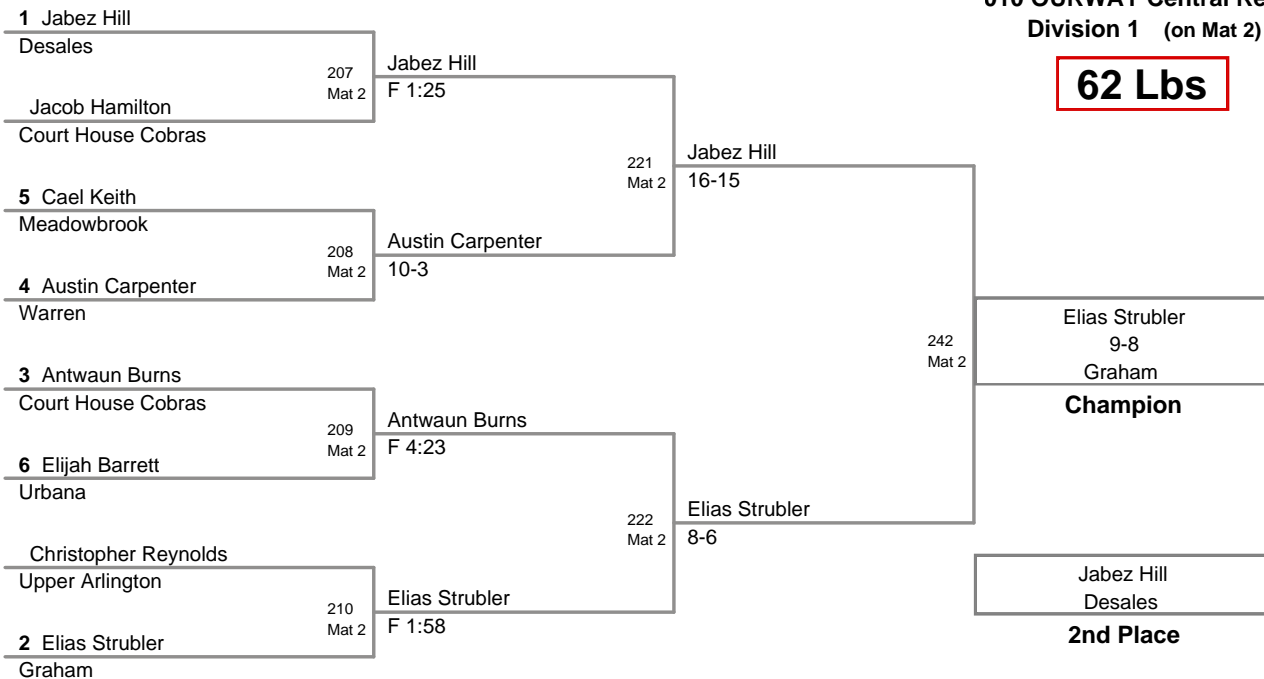 010 OURWAY Central Re
Division 1 (on Mat 2)
62 Lbs
1 Jabez Hill
Desales
207
Mat 2
Jabez Hill
F 1:25
Jacob Hamilton
Court House Cobras
221
Mat 2
Jabez Hill
16-15
5 Cael Keith
Meadowbrook
208
Mat 2
Austin Carpenter
10-3
4 Austin Carpenter
Warren
242
Mat 2
Elias Strubler
9-8
Graham
Champion
3 Antwaun Burns
Court House Cobras
209
Mat 2
Antwaun Burns
F 4:23
6 Elijah Barrett
Urbana
222
Mat 2
Elias Strubler
8-6
Christopher Reynolds
Upper Arlington
210
Mat 2
Elias Strubler
F 1:58
2 Elias Strubler
Graham
Jabez Hill
Desales
2nd Place